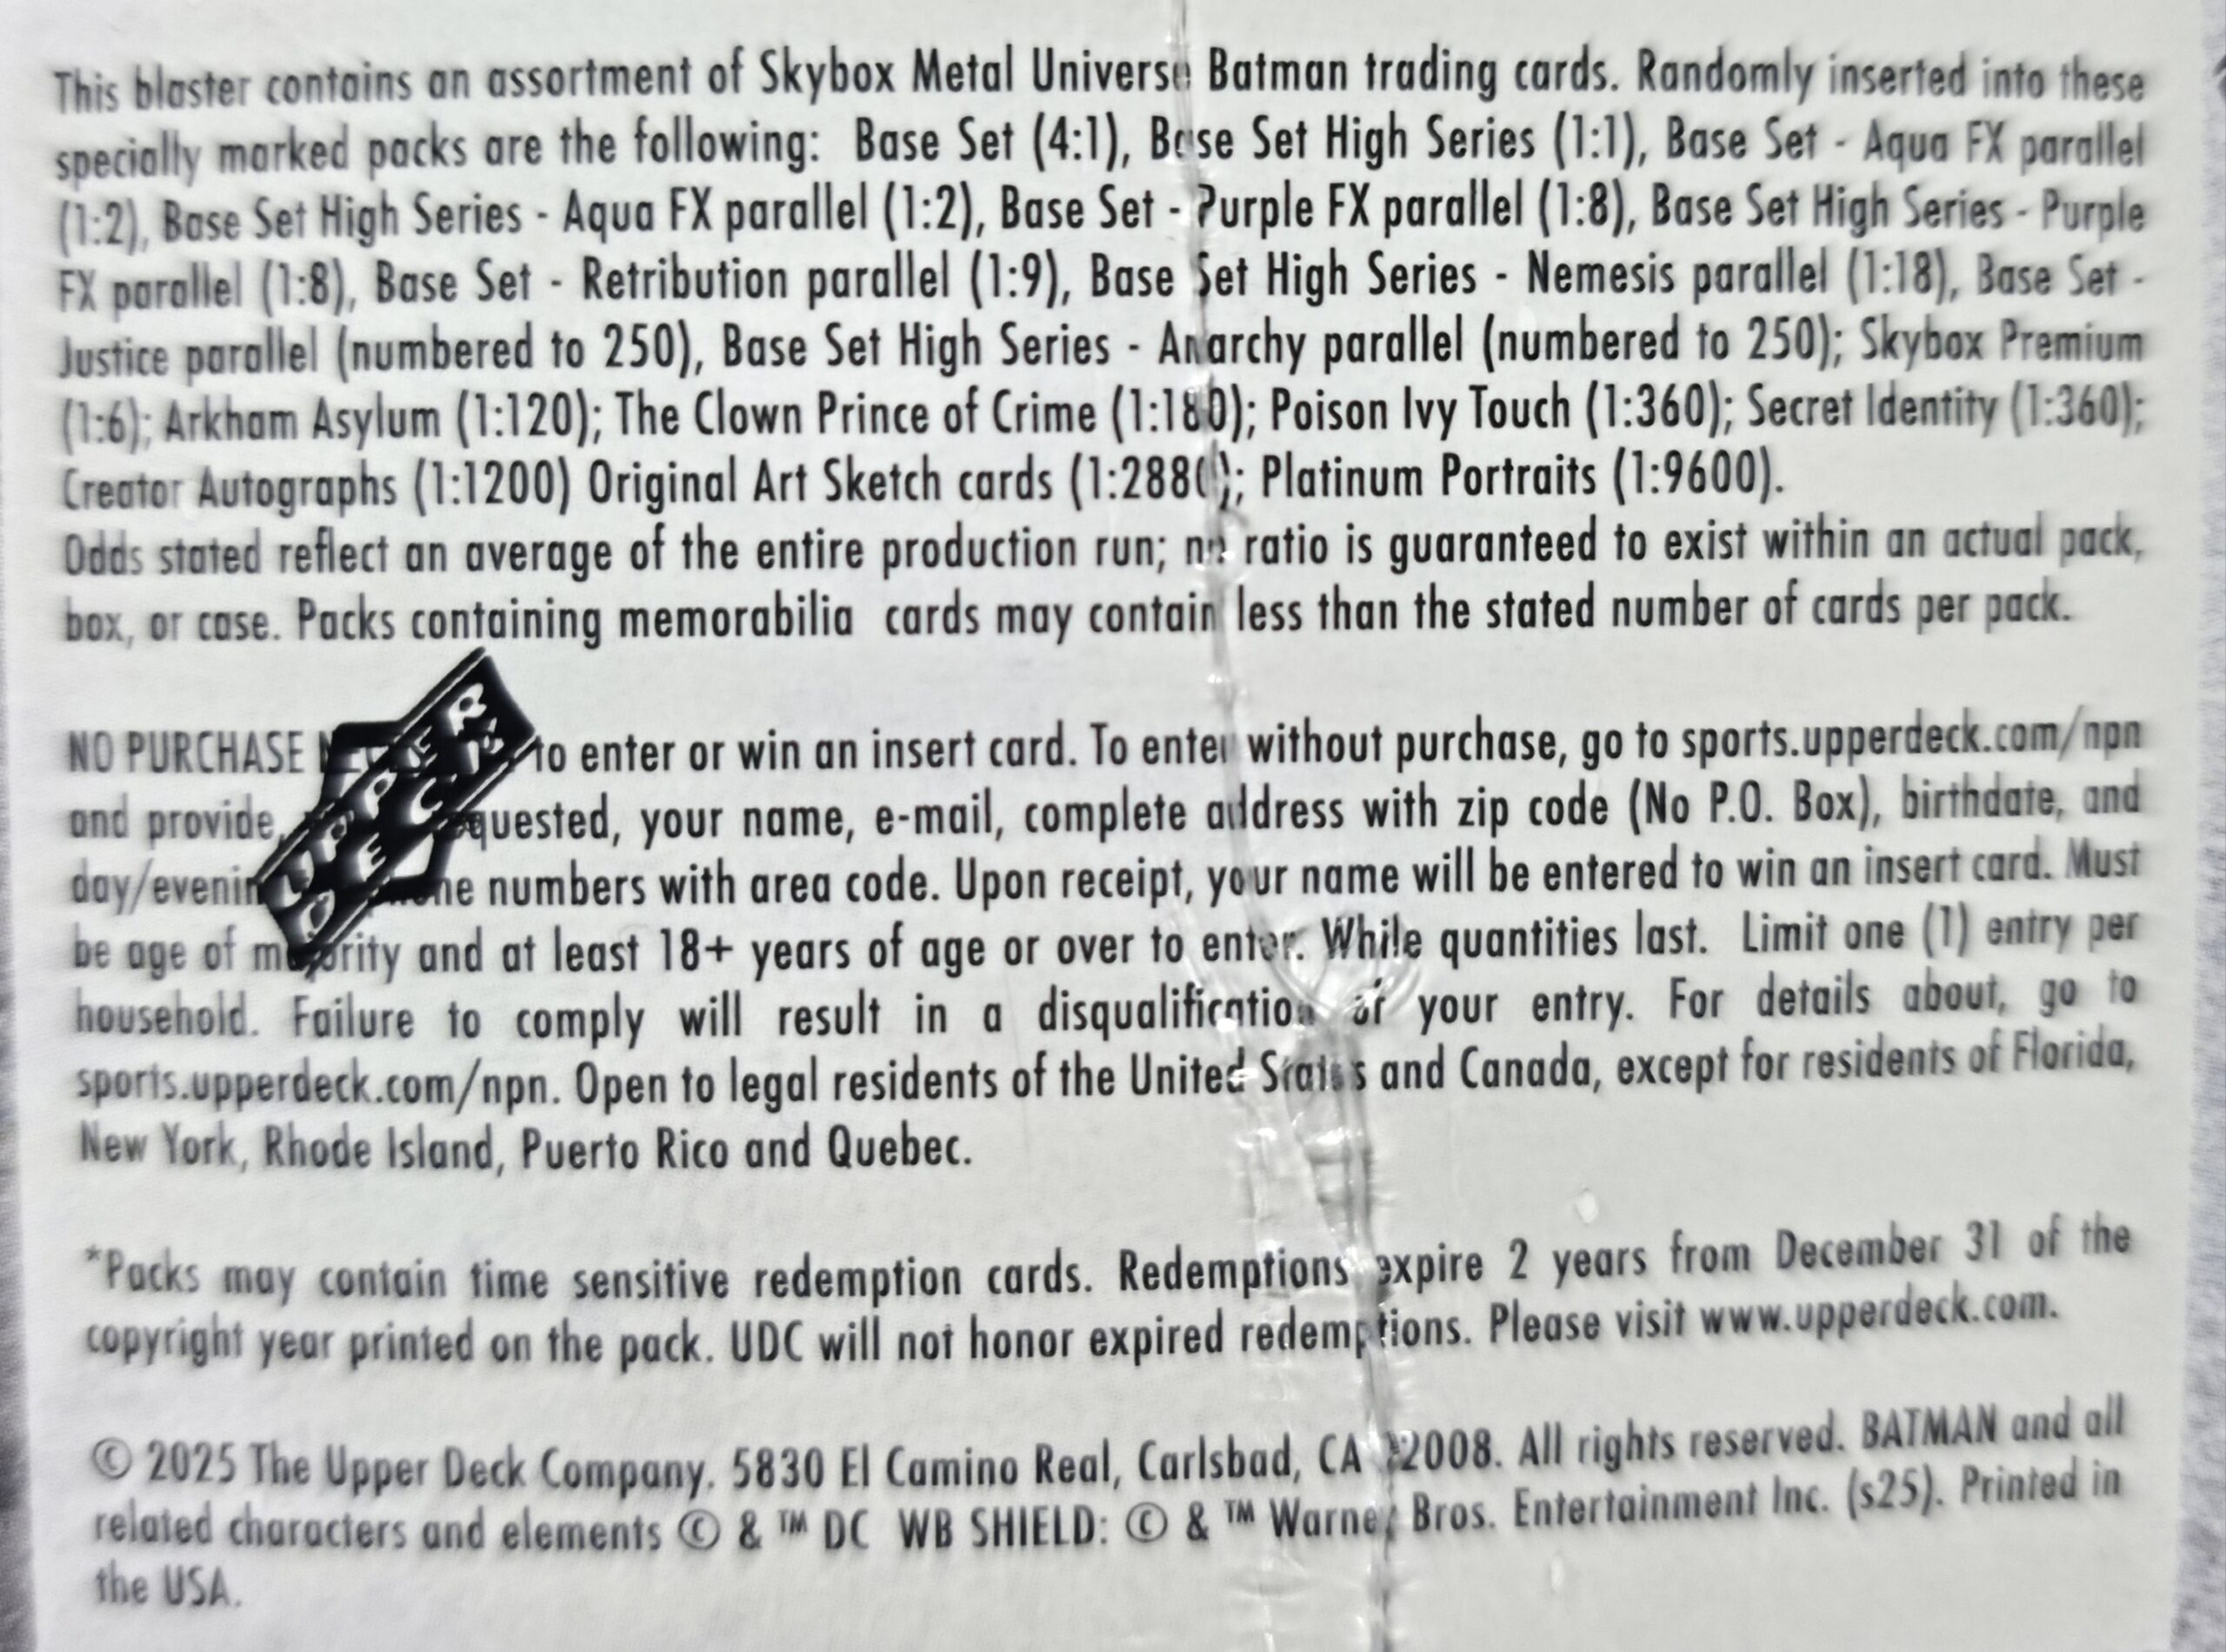 This blaster contains an assortment of Skybox Metal Universe Batman trading cards. Randomly inserted into these
specially marked packs are the following: Base Set (4:1), Base Set High Series (1:1), Base Set - Aqua FX parallel
(1:2), Base Set High Series - Aqua FX parallel (1:2), Base Set - Purple FX parallel (1:8), Base Set High Series - Purple
FX parallel (1:8), Base Set - Retribution parallel (1:9), Base Set High Series - Nemesis parallel (1:18), Base Set -
Justice parallel (numbered to 250), Base Set High Series - Anarchy parallel (numbered to 250); Skybox Premium
(1:6); Arkham Asylum (1:120); The Clown Prince of Crime (1:180); Poison Ivy Touch (1:360); Secret Identity (1:360);
Creator Autographs (1:1200) Original Art Sketch cards (1:2880); Platinum Portraits (1:9600).
Odds stated reflect an average of the entire production run; no ratio is guaranteed to exist within an actual pack,
box, or case. Packs containing memorabilia cards may contain less than the stated number of cards per pack.
UPPER
DECK
NO PURCHASE to enter or win an insert card. To enter without purchase, go to sports.upperdeck.com/npn
and provide, requested, your name, e-mail, complete address with zip code (No P.O. Box), birthdate, and
day/evening phone numbers with area code. Upon receipt, your name will be entered to win an insert card. Must
be age of majority and at least 18+ years of age or over to enter. While quantities last. Limit one (1) entry per
household. Failure to comply will result in a disqualification of your entry. For details about, go to
sports.upperdeck.com/npn. Open to legal residents of the United States and Canada, except for residents of Florida,
New York, Rhode Island, Puerto Rico and Quebec.
*Packs may contain time sensitive redemption cards. Redemptions expire 2 years from December 31 of the
copyright year printed on the pack. UDC will not honor expired redemptions. Please visit www.upperdeck.com.
© 2025 The Upper Deck Company. 5830 El Camino Real, Carlsbad, CA 92008. All rights reserved. BATMAN and all
related characters and elements © & ™ DC WB SHIELD: © & ™ Warner Bros. Entertainment Inc. (s25). Printed in
the USA.